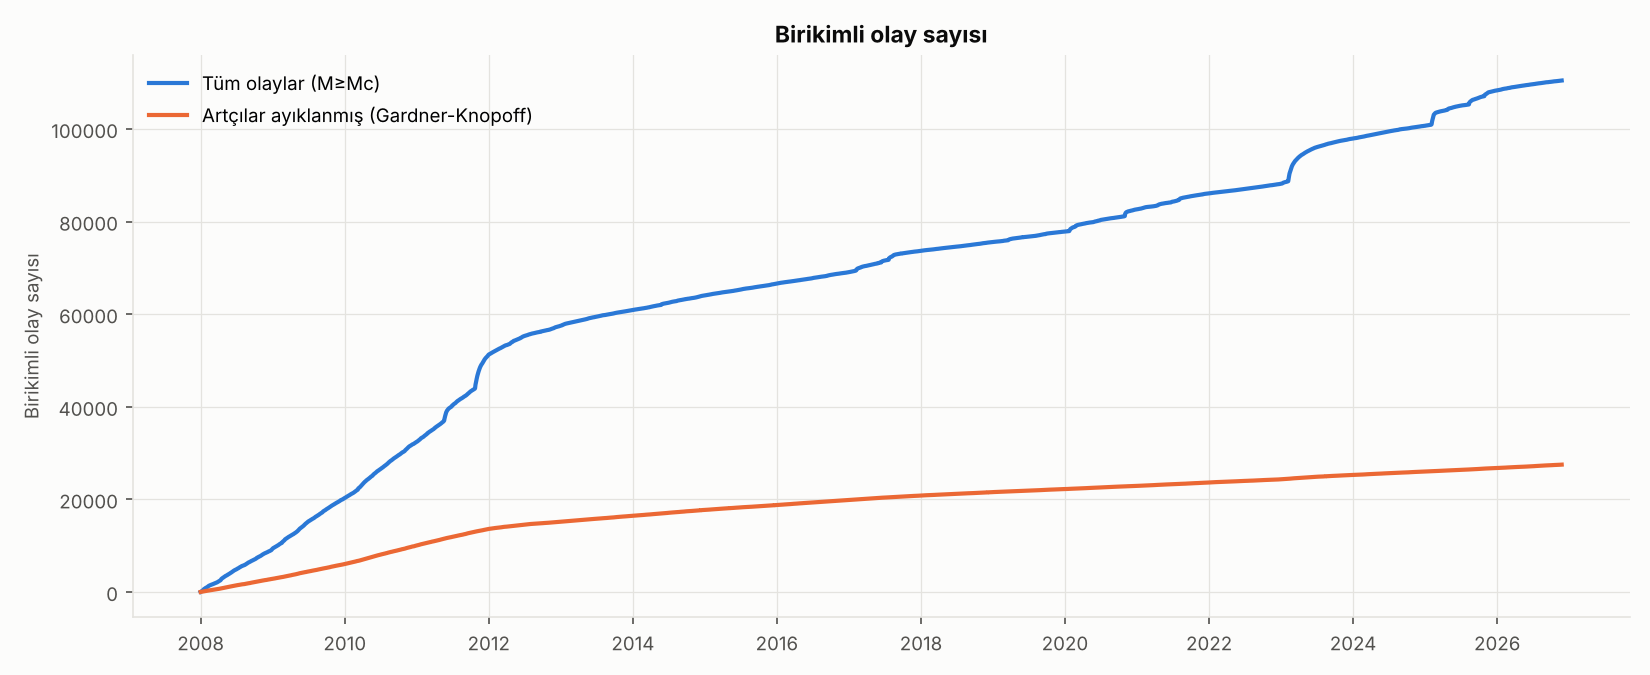 Birikimli olay sayısı
Tüm olaylar (M≥Mc)
Artçılar ayıklanmış (Gardner-Knopoff)
Birikimli olay sayısı
100000
80000
60000
40000
20000
0
2008 2010 2012 2014 2016 2018 2020 2022 2024 2026